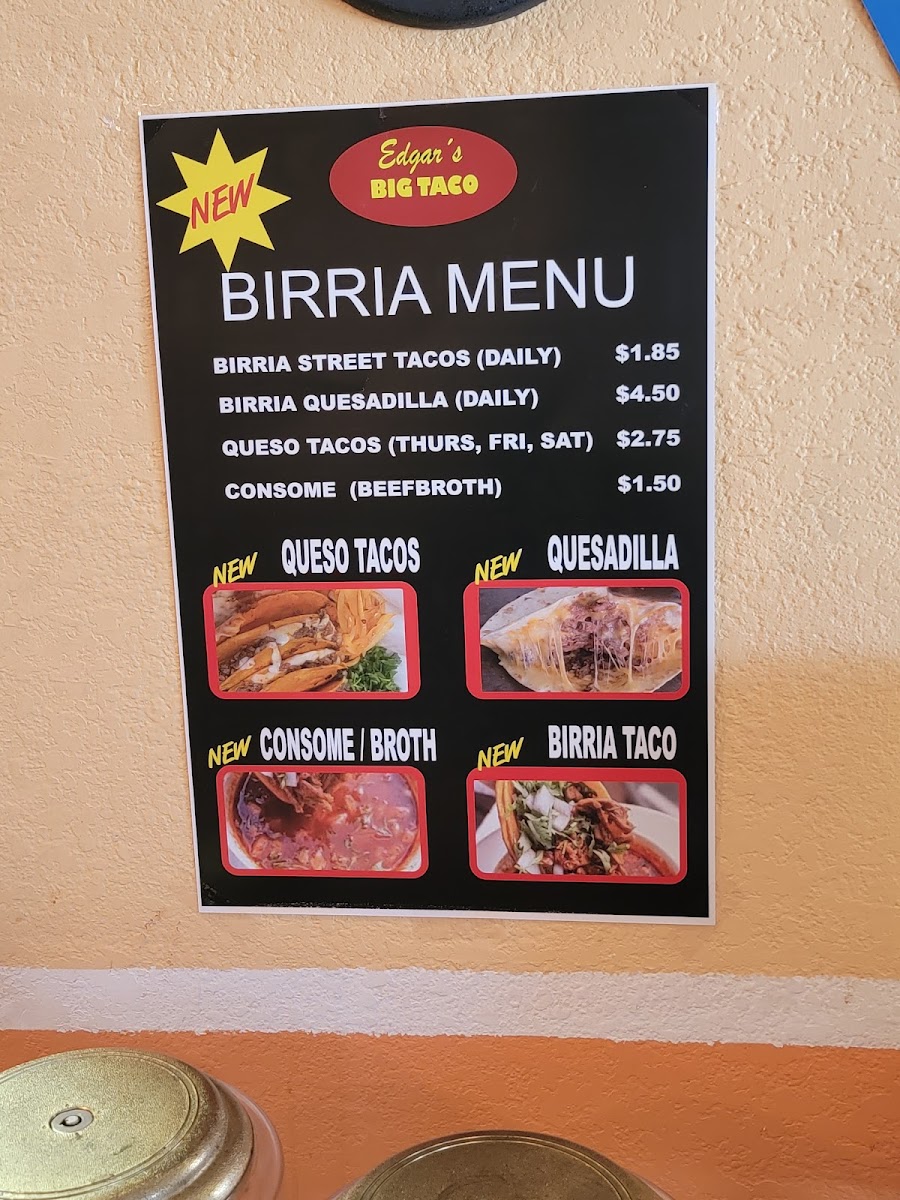 NEW
Edgar's
BIG TACO
BIRRIA MENU
BIRRIA STREET TACOS (DAILY) $1.85
BIRRIA QUESADILLA (DAILY) $4.50
QUESO TACOS (THURS, FRI, SAT) $2.75
CONSOME (BEEFBROTH) $1.50
NEW QUESO TACOS
NEW QUESADILLA
NEW CONSOME / BROTH
NEW BIRRIA TACO